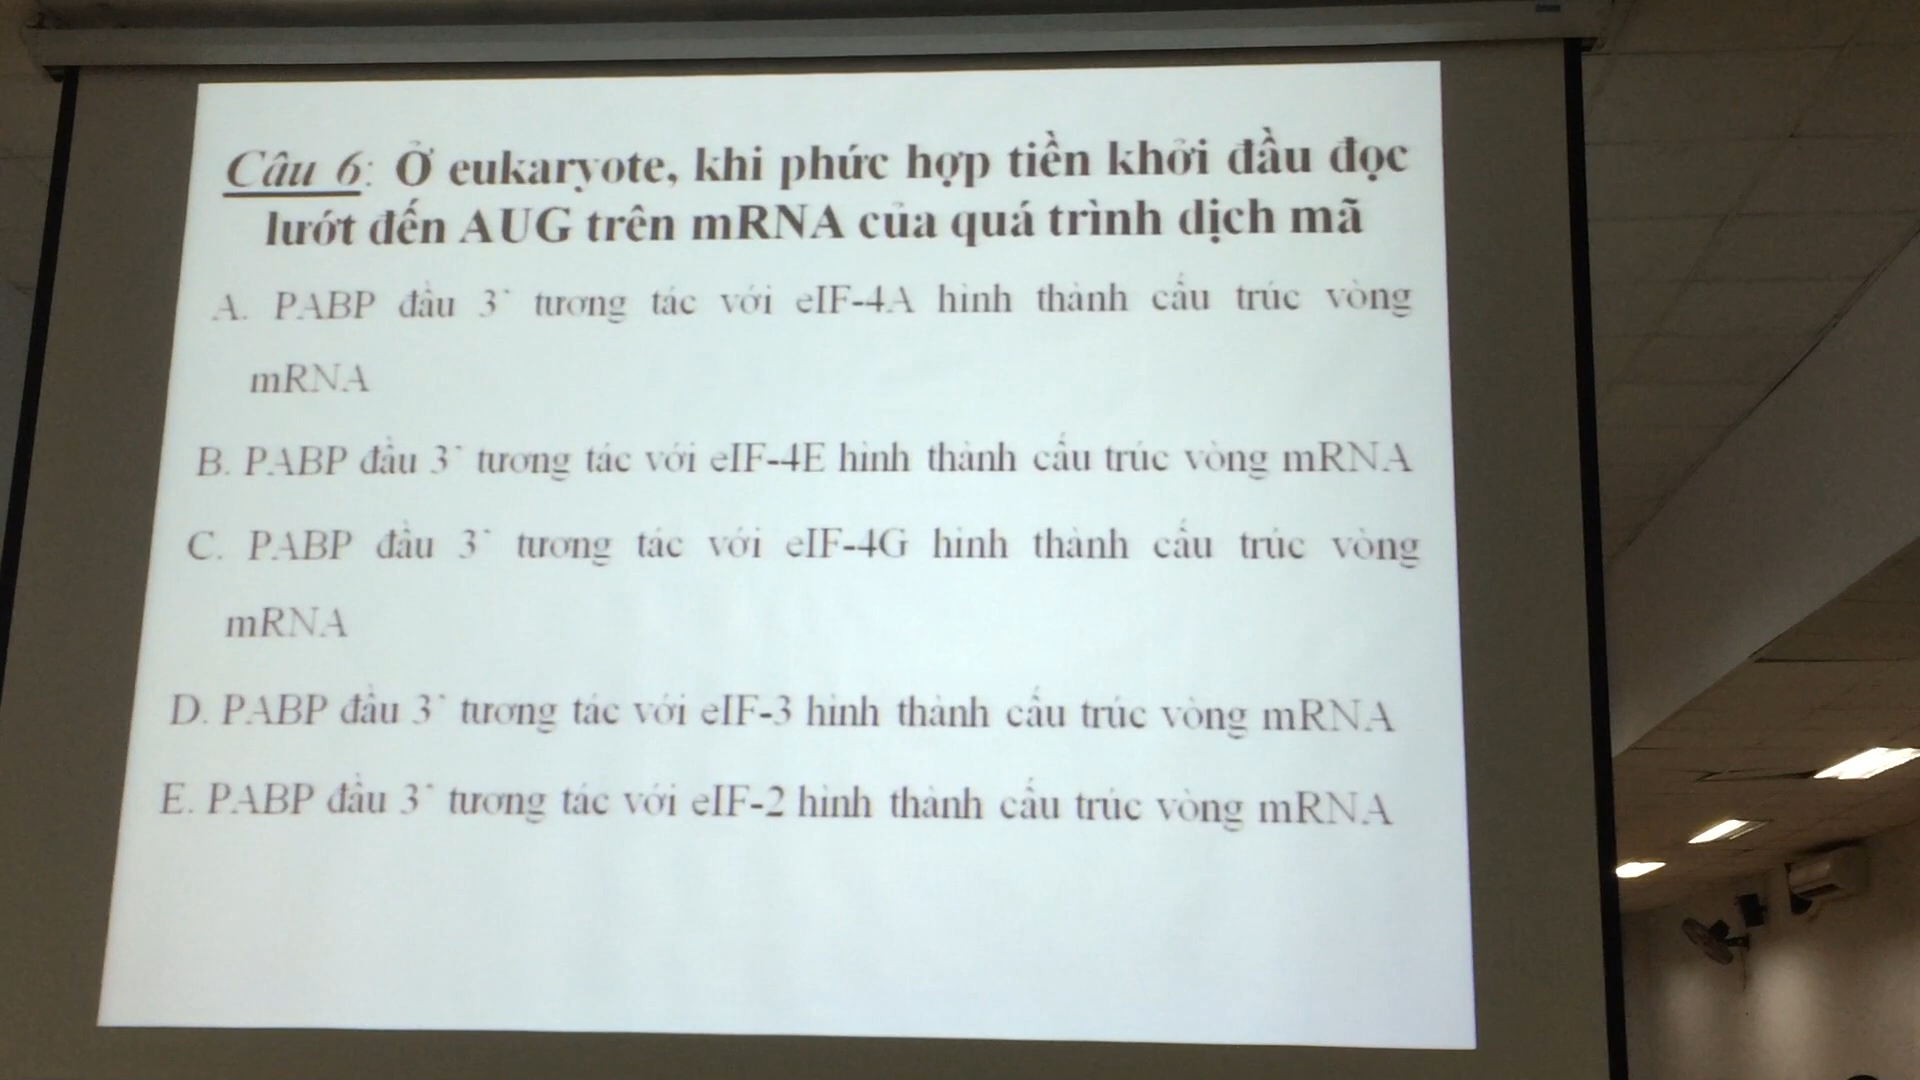 Câu 6: Ở eukaryote, khi phức hợp tiền khởi đầu đọc
lướt đến AUG trên mRNA của quá trình dịch mã
A. PABP đầu 3' tương tác với eIF-4A hình thành cấu trúc vòng
mRNA
B. PABP đầu 3' tương tác với eIF-4E hình thành cấu trúc vòng mRNA
C. PABP đầu 3' tương tác với eIF-4G hình thành cấu trúc vòng
mRNA
D. PABP đầu 3' tương tác với eIF-3 hình thành cấu trúc vòng mRNA
E. PABP đầu 3' tương tác với eIF-2 hình thành cấu trúc vòng mRNA